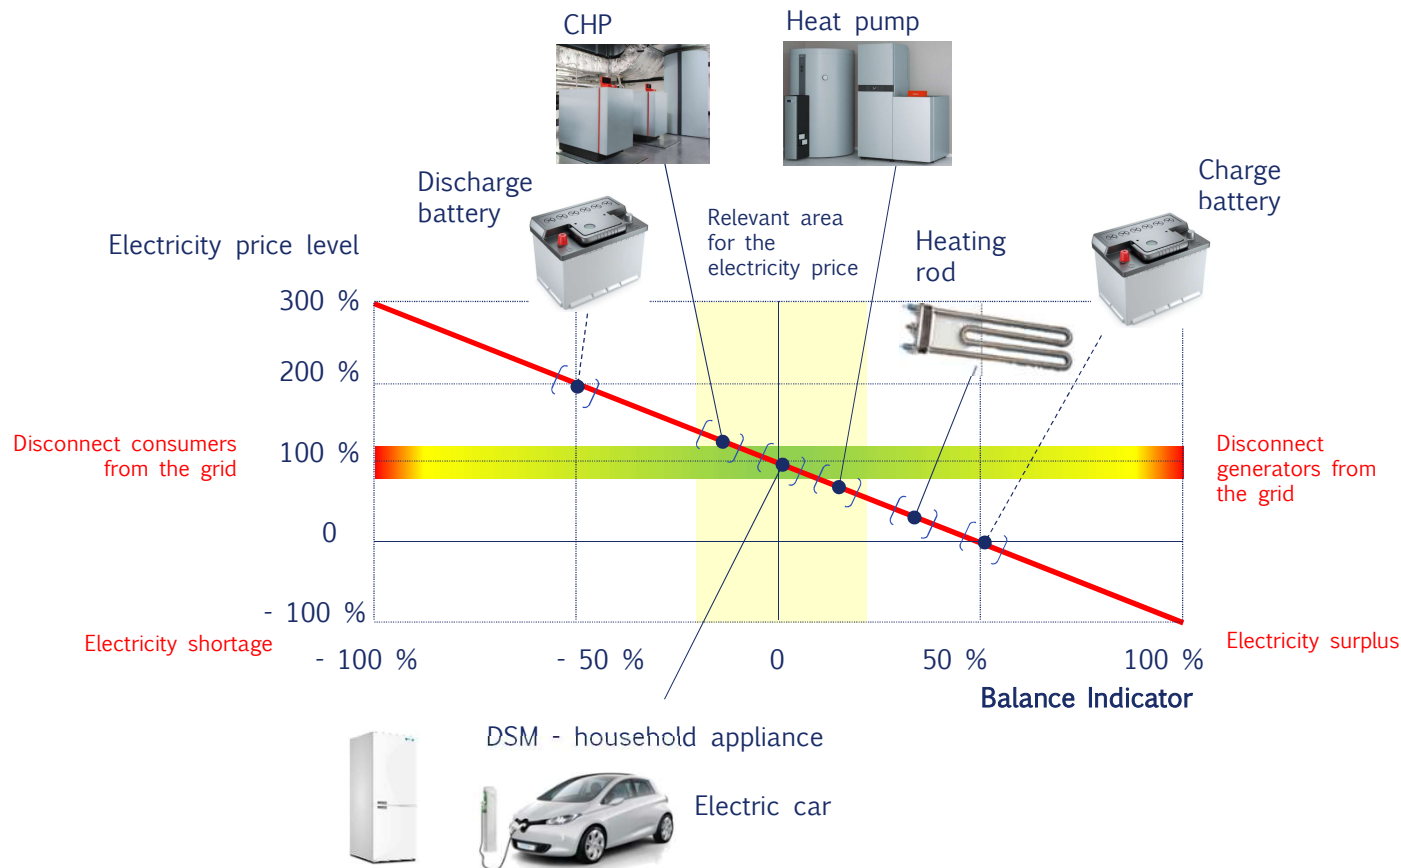 CHP
Heat pump
Discharge
battery
Charge
battery
Relevant area
for the
electricity price
Heating
rod
Electricity price level
300 %
200 %
100 %
0
- 100 %
Disconnect consumers
from the grid
Disconnect
generators from
the grid
Electricity shortage
Electricity surplus
- 100 %
- 50 %
0
50 %
100 %
Balance Indicator
DSM - household appliance
Electric car